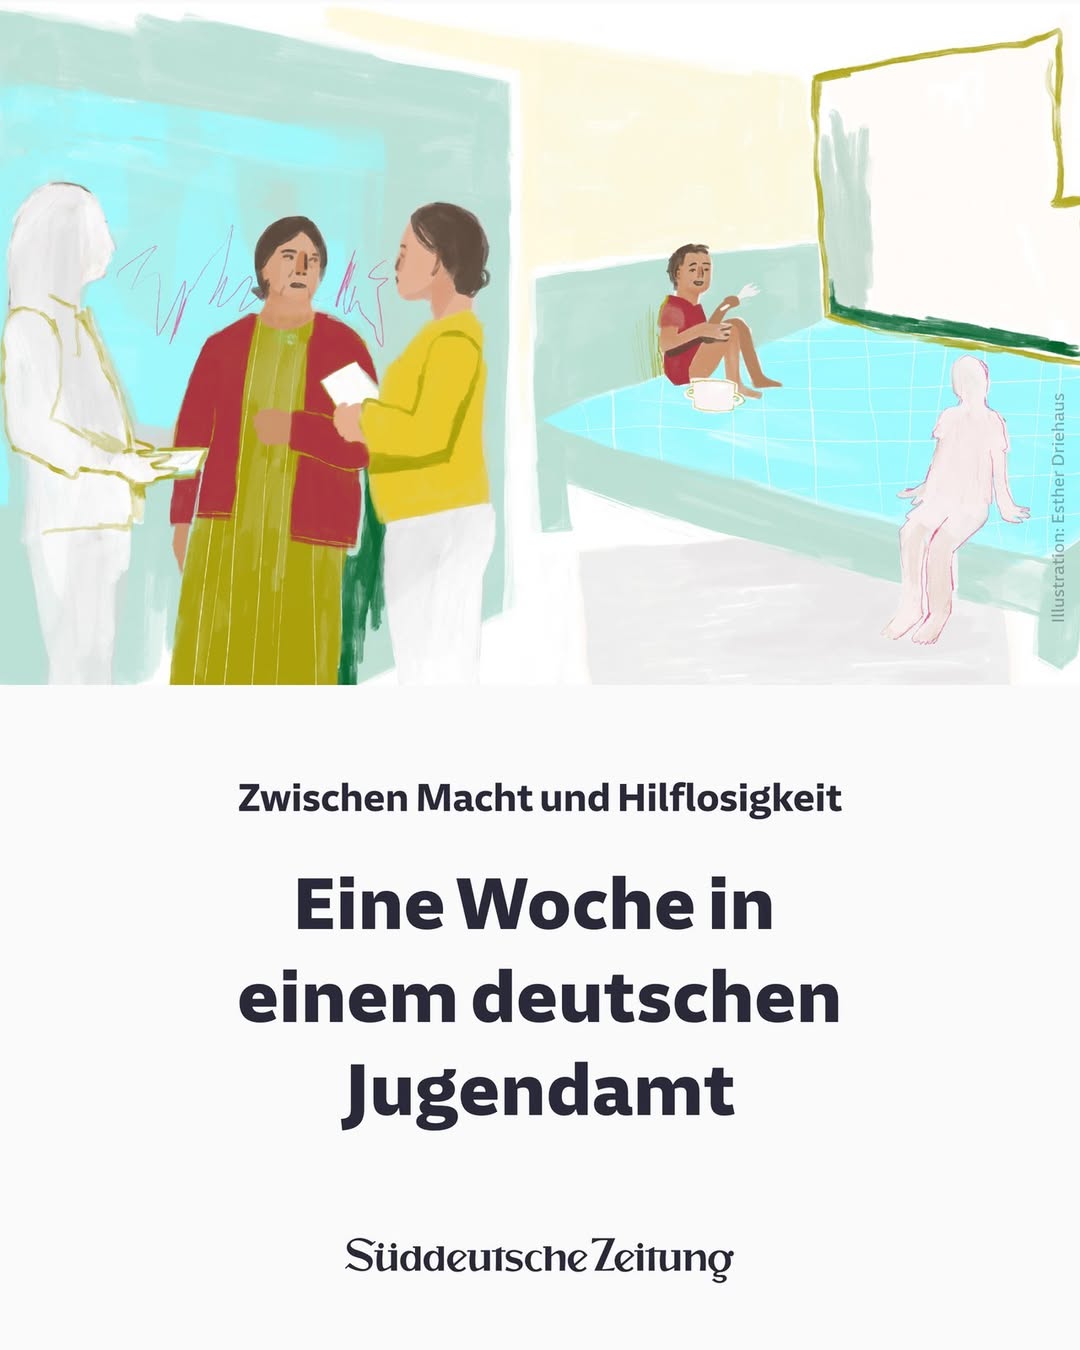 Illustration: Esther Driehaus
Zwischen Macht und Hilflosigkeit
Eine Woche in
einem deutschen
Jugendamt
Süddeutsche Zeitung